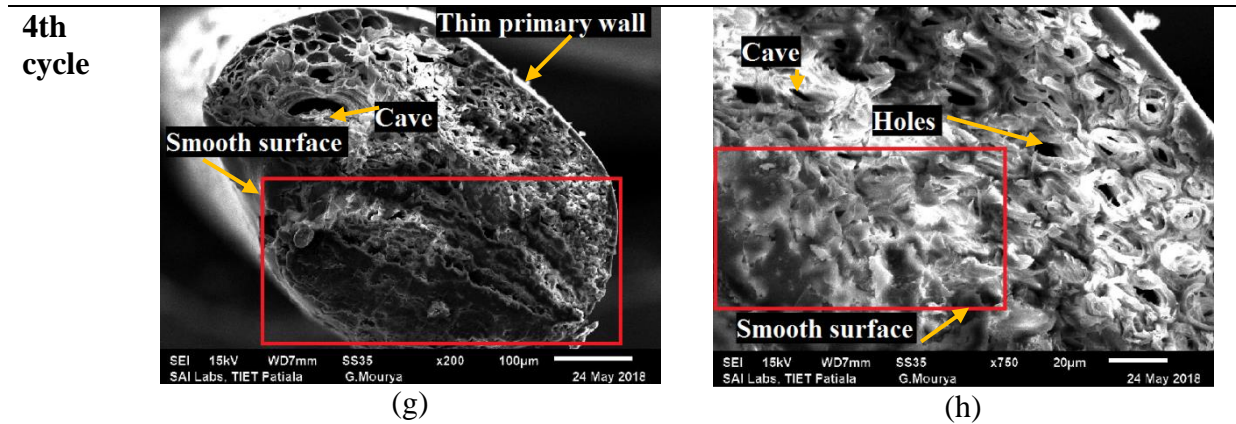 4th
cycle
Thin primary wall
Cave
Smooth surface
SEI 15kV WD7mm SS35 x200 100µm
SAI Labs, TIET Patiala G.Mourya 24 May 2018
(g)
Cave
Holes
Smooth surface
SEI 15kV WD7mm SS35 x750 20µm
SAI Labs, TIET Patiala G.Mourya 24 May 2018
(h)